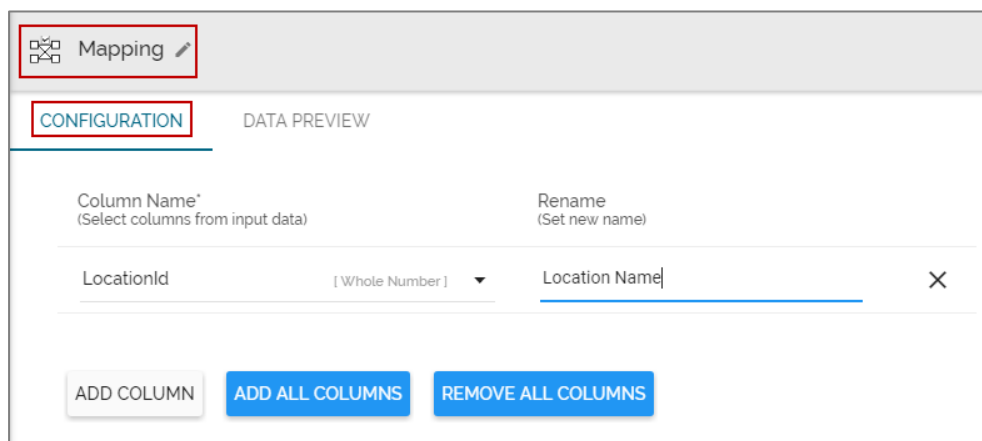 Mapping
CONFIGURATION DATA PREVIEW
Column Name* Rename
(Select columns from input data) (Set new name)
LocationId [ Whole Number ] Location Name
ADD COLUMN ADD ALL COLUMNS REMOVE ALL COLUMNS